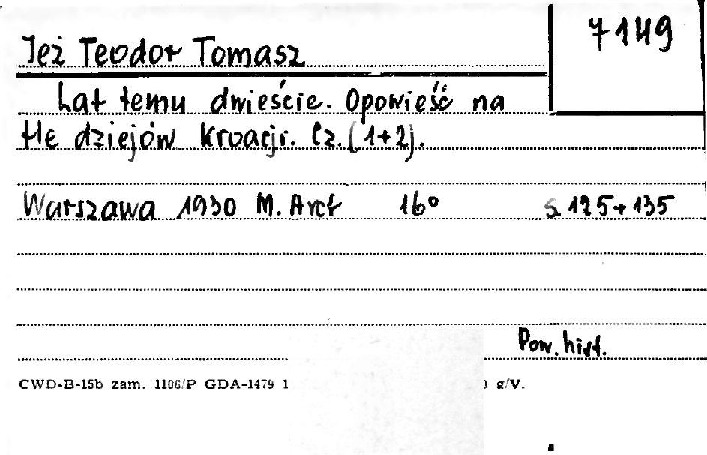 7149
Jeż Teodor Tomasz
Lat temu dwieście. Opowieść na
tle dziejów Kroacji. Cz. (1+2).
Warszawa 1930 M. Arct 16° s. 125+135
Pow. hist.
CWD-B-15b zam. 1106/P GDA-1479 1 g/V.